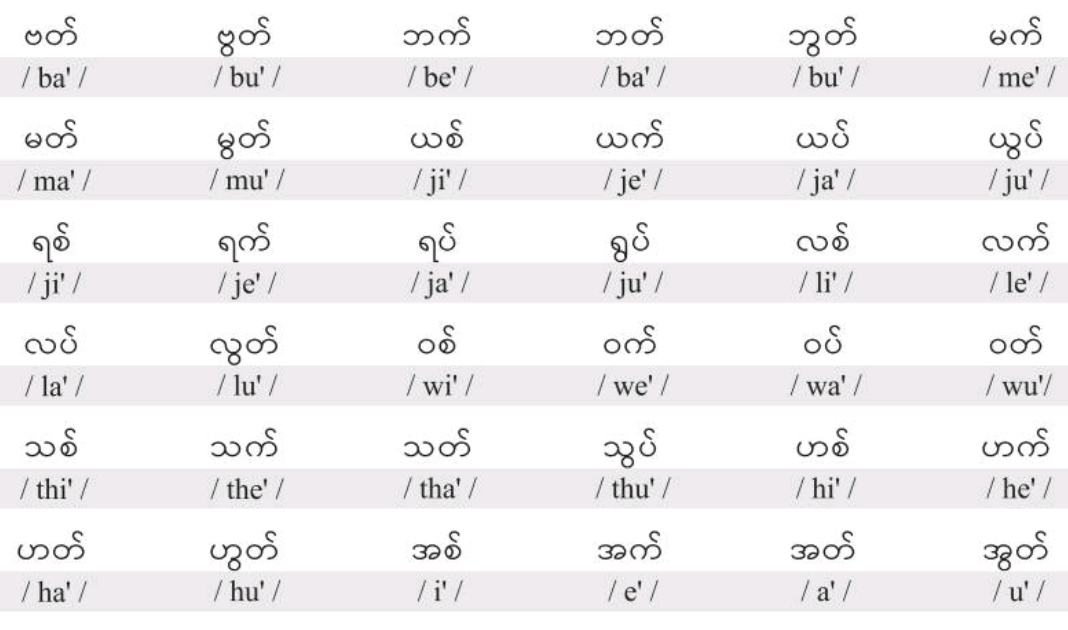 ဗတ် ဗွတ် ဘက် ဘတ် ဘွတ် မက်
/ ba' / / bu' / / be' / / ba' / / bu' / / me' /
မတ် မွတ် ယစ် ယက် ယပ် ယွပ်
/ ma' / / mu' / / ji' / / je' / / ja' / / ju' /
ရစ် ရက် ရပ် ရွပ် လစ် လက်
/ ji' / / je' / / ja' / / ju' / / li' / / le' /
လပ် လွတ် ဝစ် ဝက် ဝပ် ဝတ်
/ la' / / lu' / / wi' / / we' / / wa' / / wu'/
သစ် သက် သတ် သွပ် ဟစ် ဟက်
/ thi' / / the' / / tha' / / thu' / / hi' / / he' /
ဟတ် ဟွတ် အစ် အက် အတ် အွတ်
/ ha' / / hu' / / i' / / e' / / a' / / u' /